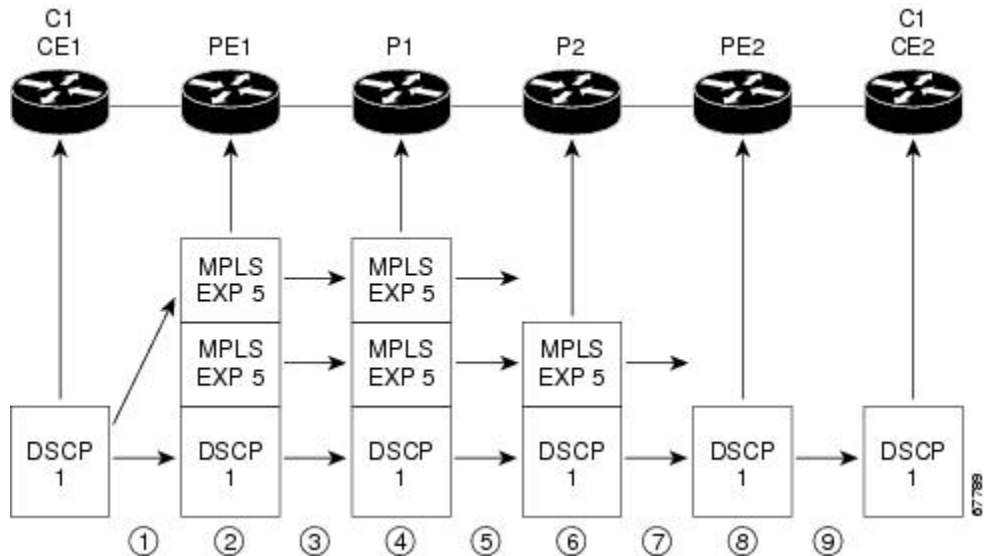 C1
CE1
PE1
P1
P2
PE2
C1
CE2
MPLS
EXP 5
MPLS
EXP 5
MPLS
EXP 5
MPLS
EXP 5
MPLS
EXP 5
DSCP
1
DSCP
1
DSCP
1
DSCP
1
DSCP
1
DSCP
1
67789
1 2 3 4 5 6 7 8 9